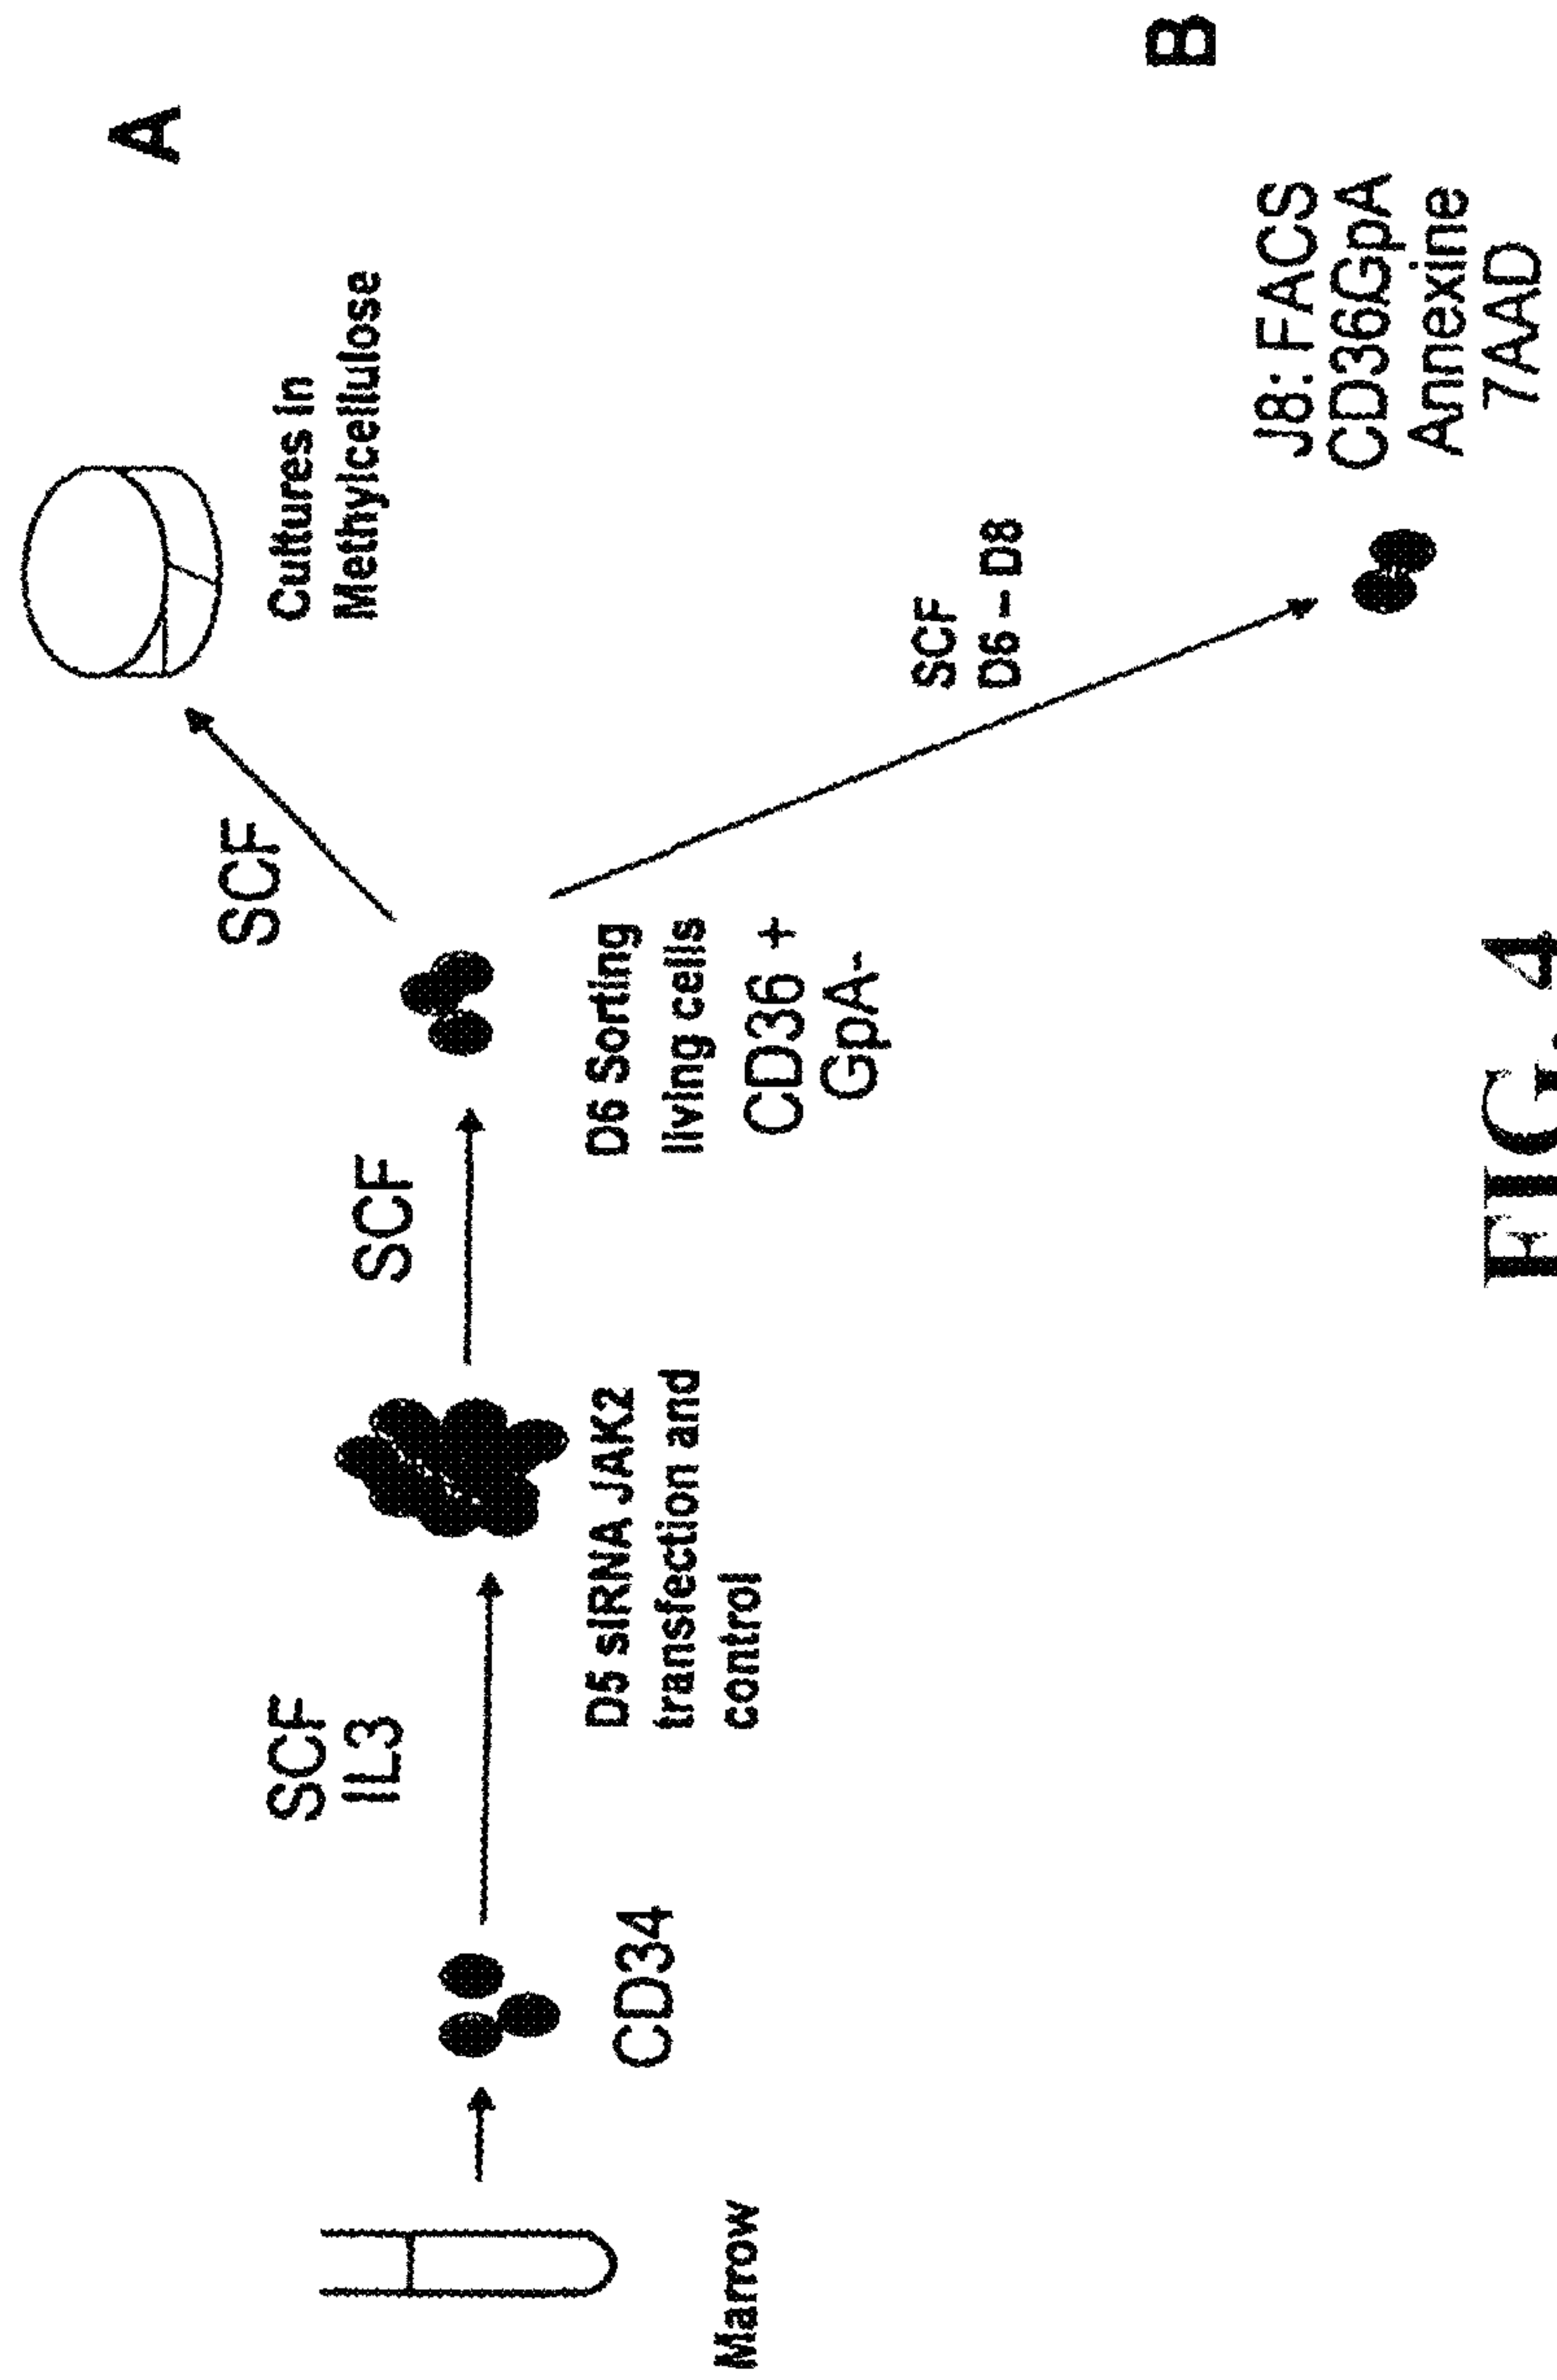 A
Cultures in
Methylcellulose
SCF
SCF
SCF
IL3
Marrow
CD34
D5 siRNA JAK2
transfection and
control
D6 Sorting
living cells
CD36 +
GpA-
SCF
D6 – D8
B
J8: FACS
CD36GpA
Annexine
7AAD
FIG. 4